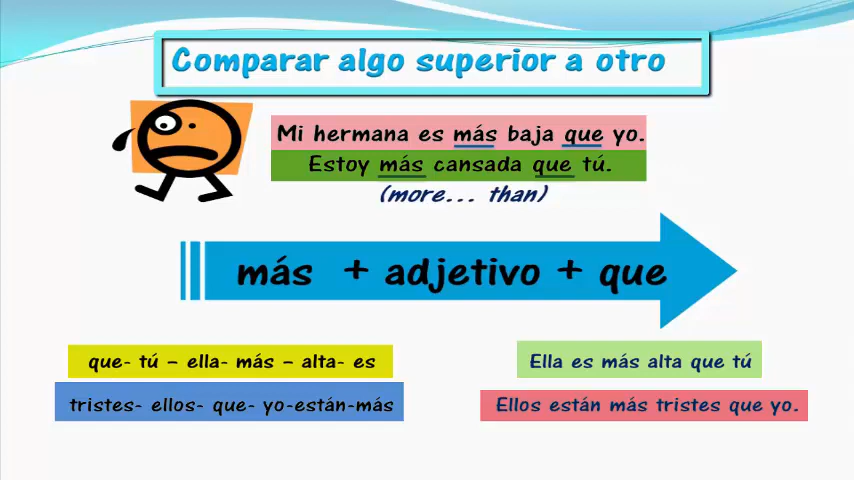 Comparar algo superior a otro
Mi hermana es más baja que yo.
Estoy más cansada que tú.
(more... than)
más + adjetivo + que
que- tú – ella- más – alta- es
Ella es más alta que tú
tristes- ellos- que- yo-están-más
Ellos están más tristes que yo.